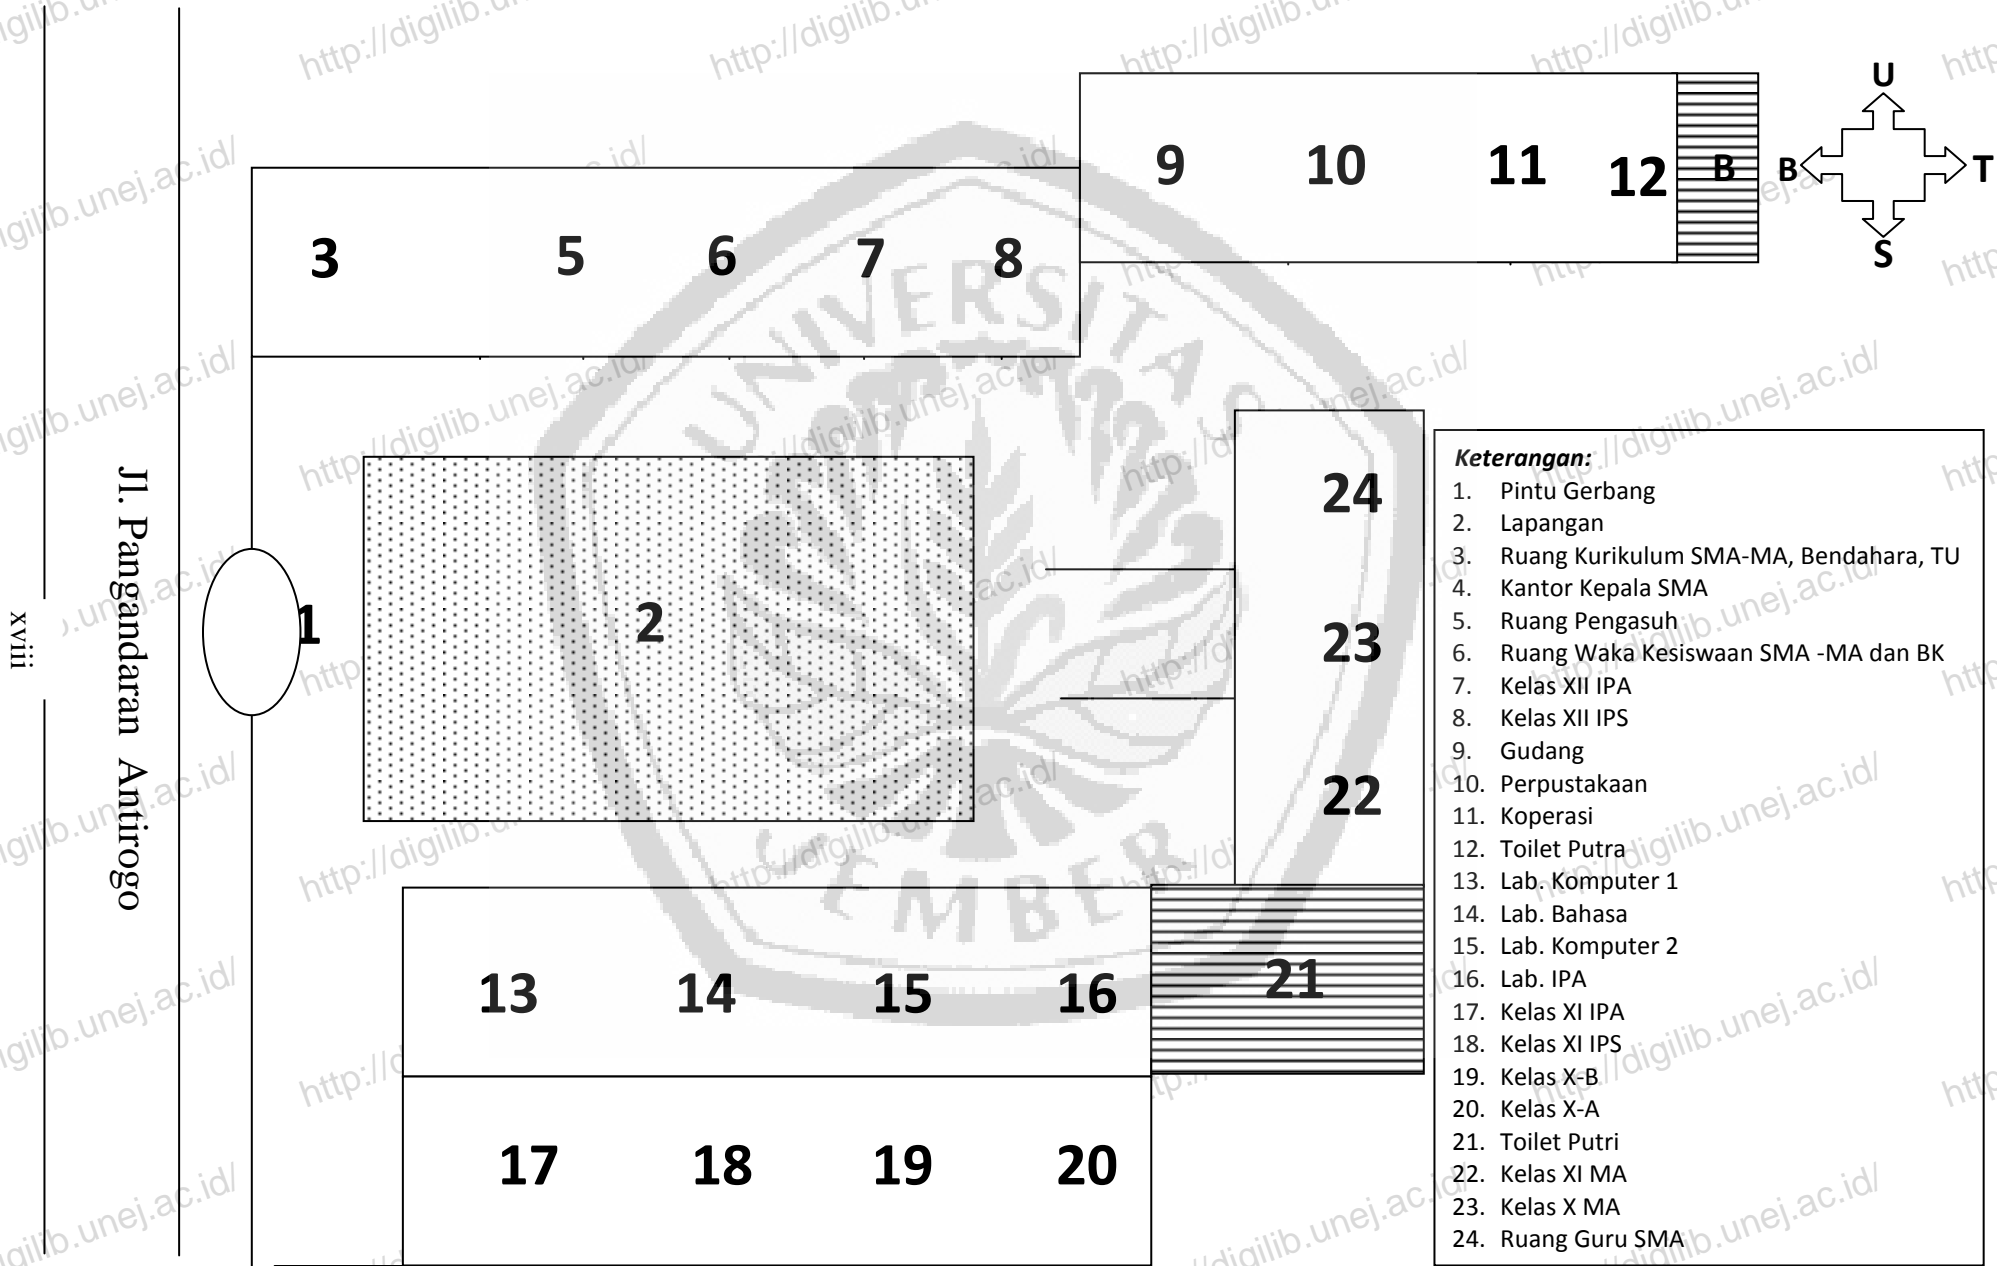 U
B
T
S
9
10
11
12
B
3
5
6
7
8
24
23
22
1
2
13
14
15
16
21
17
18
19
20
Jl. Pangandaran Antirogo
xviii
Keterangan:
1. Pintu Gerbang
2. Lapangan
3. Ruang Kurikulum SMA-MA, Bendahara, TU
4. Kantor Kepala SMA
5. Ruang Pengasuh
6. Ruang Waka Kesiswaan SMA -MA dan BK
7. Kelas XII IPA
8. Kelas XII IPS
9. Gudang
10. Perpustakaan
11. Koperasi
12. Toilet Putra
13. Lab. Komputer 1
14. Lab. Bahasa
15. Lab. Komputer 2
16. Lab. IPA
17. Kelas XI IPA
18. Kelas XI IPS
19. Kelas X-B
20. Kelas X-A
21. Toilet Putri
22. Kelas XI MA
23. Kelas X MA
24. Ruang Guru SMA
UNIVERSITAS
JEMBER
http://digilib.unej.ac.id/